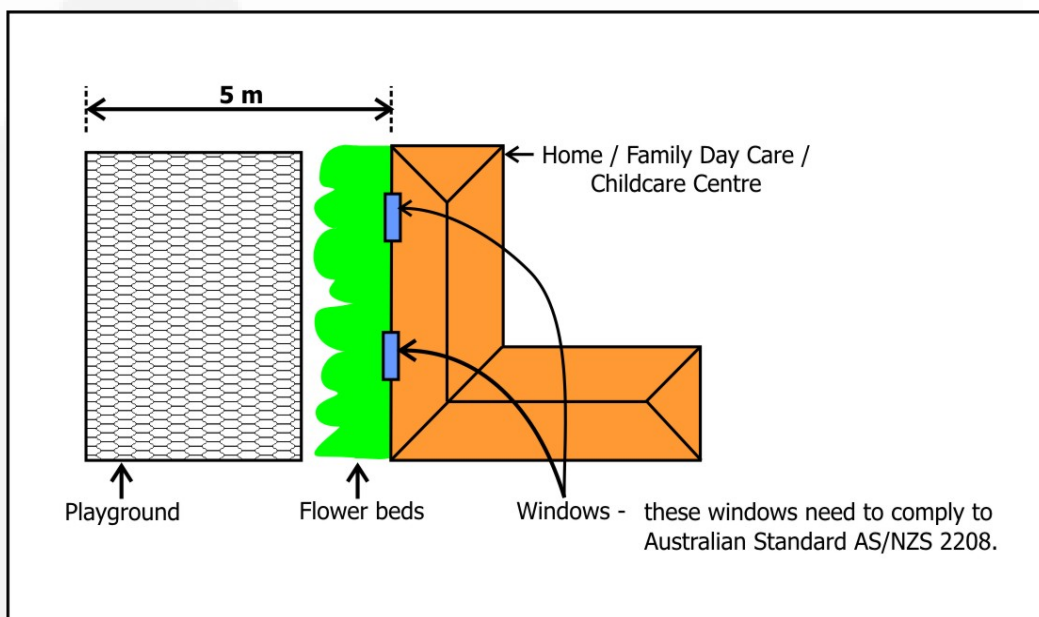 5 m
Home / Family Day Care /
Childcare Centre
Playground
Flower beds
Windows - these windows need to comply to
Australian Standard AS/NZS 2208.